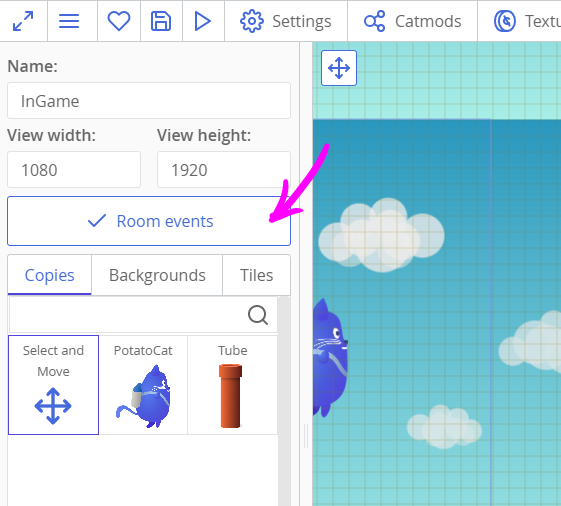 Settings
Catmods
Textu
Name:
InGame
View width:
View height:
1080
1920
Room events
Copies
Backgrounds
Tiles
Select and
Move
PotatoCat
Tube